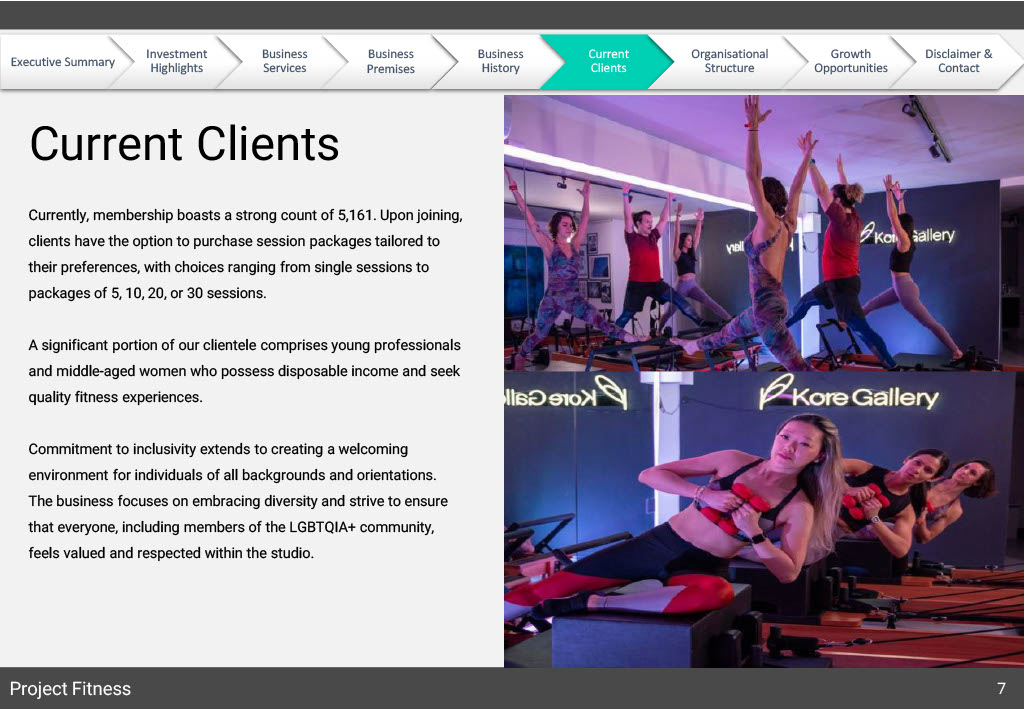 Executive Summary
Investment
Highlights
Business
Services
Business
Premises
Business
History
Current
Clients
Organisational
Structure
Growth
Opportunities
Disclaimer &
Contact
Current Clients
Currently, membership boasts a strong count of 5,161. Upon joining,
clients have the option to purchase session packages tailored to
their preferences, with choices ranging from single sessions to
packages of 5, 10, 20, or 30 sessions.
A significant portion of our clientele comprises young professionals
and middle-aged women who possess disposable income and seek
quality fitness experiences.
Commitment to inclusivity extends to creating a welcoming
environment for individuals of all backgrounds and orientations.
The business focuses on embracing diversity and strive to ensure
that everyone, including members of the LGBTQIA+ community,
feels valued and respected within the studio.
Kore Gallery
Kore Gallery
Kore Gallery
Project Fitness
7